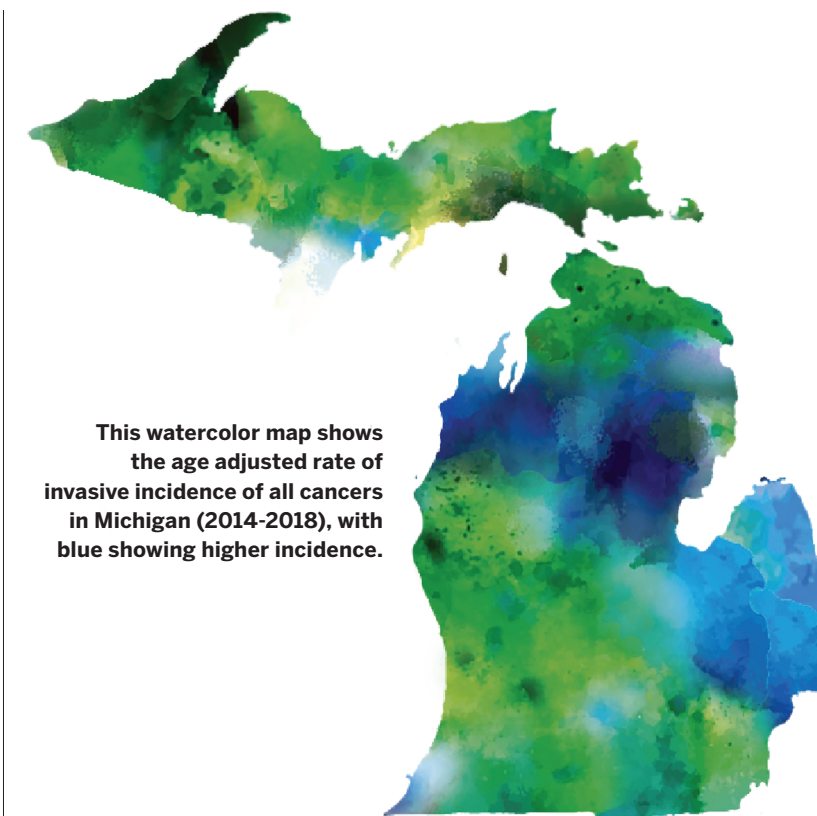 This watercolor map shows
the age adjusted rate of
invasive incidence of all cancers
in Michigan (2014-2018), with
blue showing higher incidence.